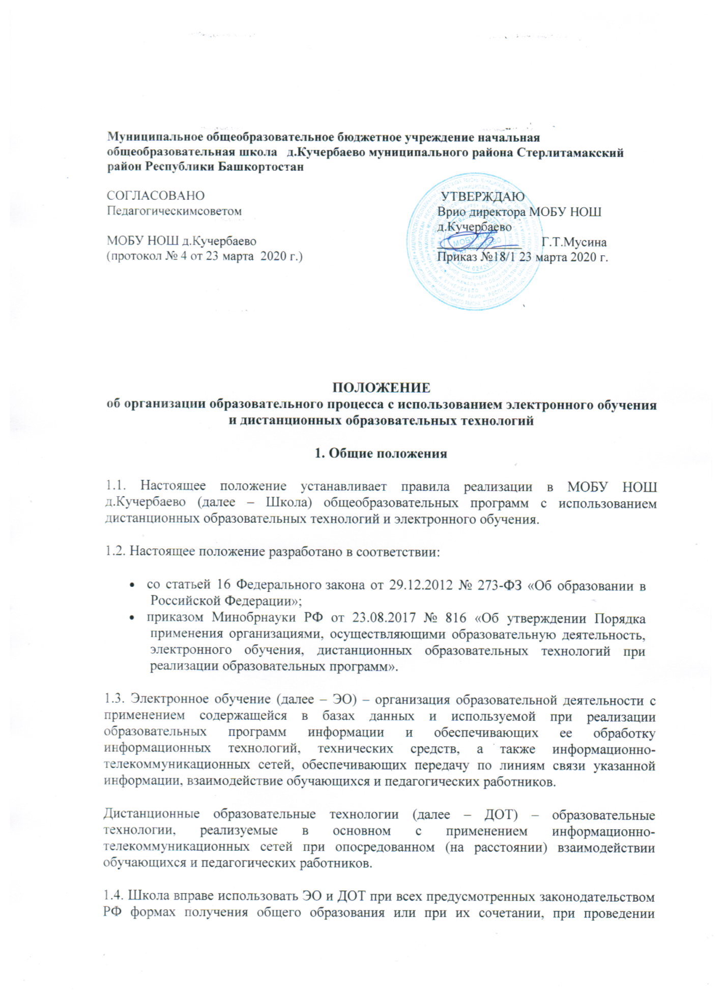 Муниципальное общеобразовательное бюджетное учреждение начальная
общеобразовательная школа д.Кучербаево муниципального района Стерлитамакский
район Республики Башкортостан
СОГЛАСОВАНО
Педагогическимсоветом
МОБУ НОШ д.Кучербаево
(протокол № 4 от 23 марта 2020 г.)
УТВЕРЖДАЮ
Врио директора МОБУ НОШ
д.Кучербаево
Г.Т.Мусина
Приказ №18/1 23 марта 2020 г.
МОБУ НОШ
ПОЛОЖЕНИЕ
об организации образовательного процесса с использованием электронного обучения
и дистанционных образовательных технологий
1. Общие положения
1.1. Настоящее положение устанавливает правила реализации в МОБУ НОШ
д.Кучербаево (далее – Школа) общеобразовательных программ с использованием
дистанционных образовательных технологий и электронного обучения.
1.2. Настоящее положение разработано в соответствии:
• со статьей 16 Федерального закона от 29.12.2012 № 273-ФЗ «Об образовании в
Российской Федерации»;
• приказом Минобрнауки РФ от 23.08.2017 № 816 «Об утверждении Порядка
применения организациями, осуществляющими образовательную деятельность,
электронного обучения, дистанционных образовательных технологий при
реализации образовательных программ».
1.3. Электронное обучение (далее – ЭО) – организация образовательной деятельности с
применением содержащейся в базах данных и используемой при реализации
образовательных программ информации и обеспечивающих ее обработку
информационных технологий, технических средств, а также информационно-
телекоммуникационных сетей, обеспечивающих передачу по линиям связи указанной
информации, взаимодействие обучающихся и педагогических работников.
Дистанционные образовательные технологии (далее – ДОТ) – образовательные
технологии, реализуемые в основном с применением информационно-
телекоммуникационных сетей при опосредованном (на расстоянии) взаимодействии
обучающихся и педагогических работников.
1.4. Школа вправе использовать ЭО и ДОТ при всех предусмотренных законодательством
РФ формах получения общего образования или при их сочетании, при проведении